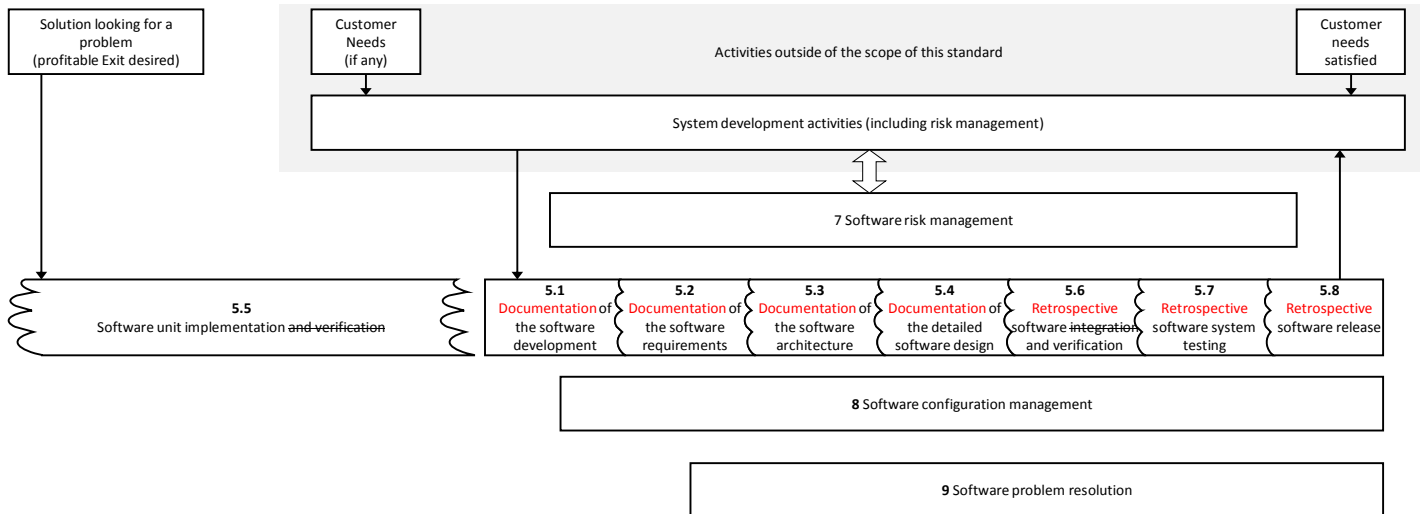 Solution looking for a
problem
(profitable Exit desired)
Customer
Needs
(if any)
Activities outside of the scope of this standard
Customer
needs
satisfied
System development activities (including risk management)
7 Software risk management
5.5
Software unit implementation and verification
5.1
Documentation of
the software
development
5.2
Documentation of
the software
requirements
5.3
Documentation of
the software
architecture
5.4
Documentation of
the detailed
software design
5.6
Retrospective
software integration
and verification
5.7
Retrospective
software system
testing
5.8
Retrospective
software release
8 Software configuration management
9 Software problem resolution